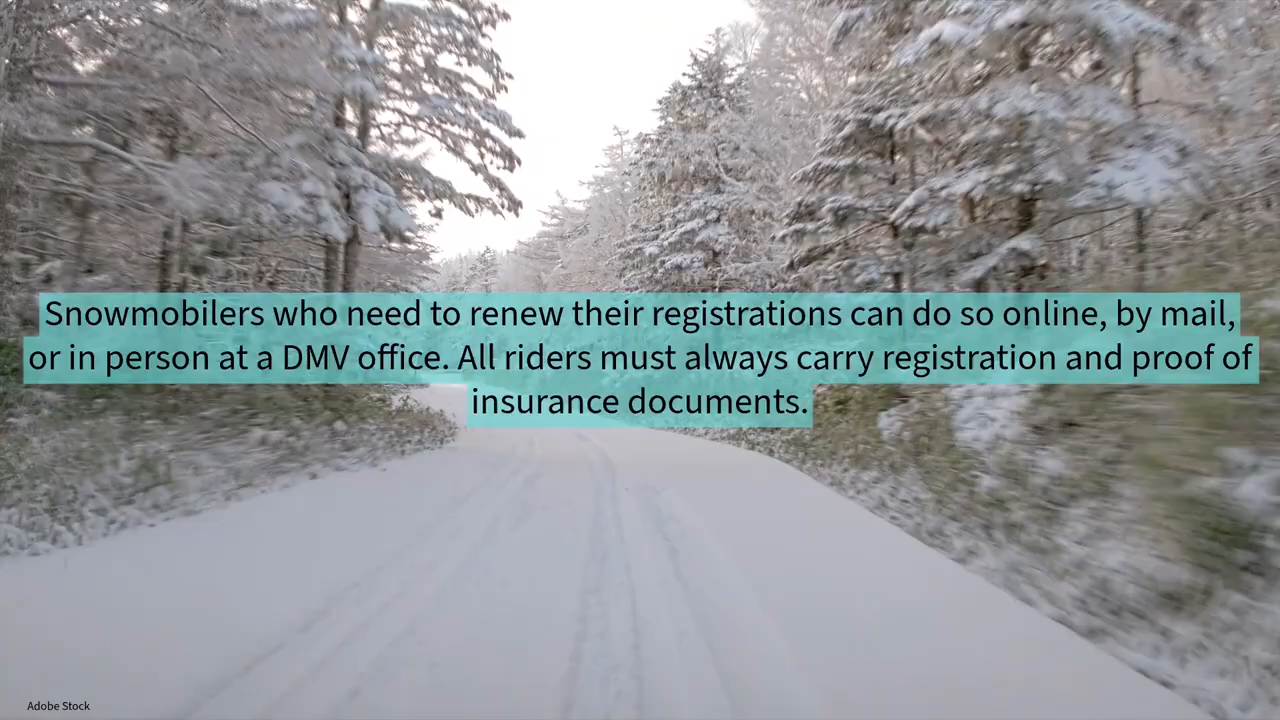 Snowmobilers who need to renew their registrations can do so online, by mail,
or in person at a DMV office. All riders must always carry registration and proof of
insurance documents.
Adobe Stock